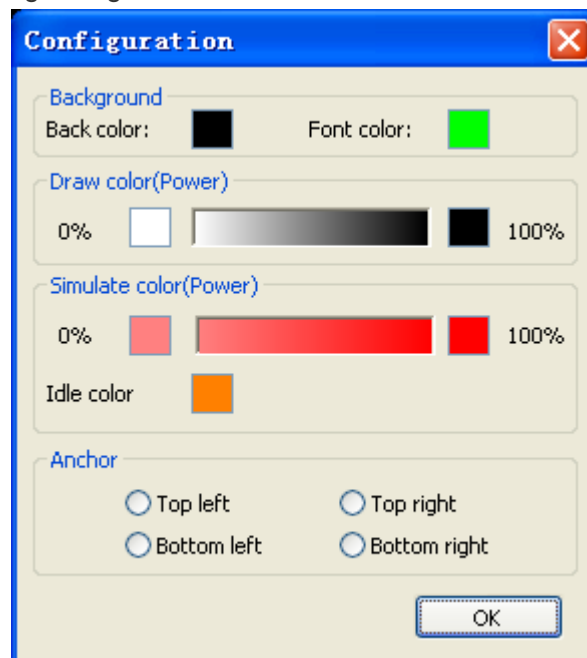 Configuration
Background
Back color: Font color:
Draw color(Power)
0% 100%
Simulate color(Power)
0% 100%
Idle color
Anchor
Top left Top right
Bottom left Bottom right
OK